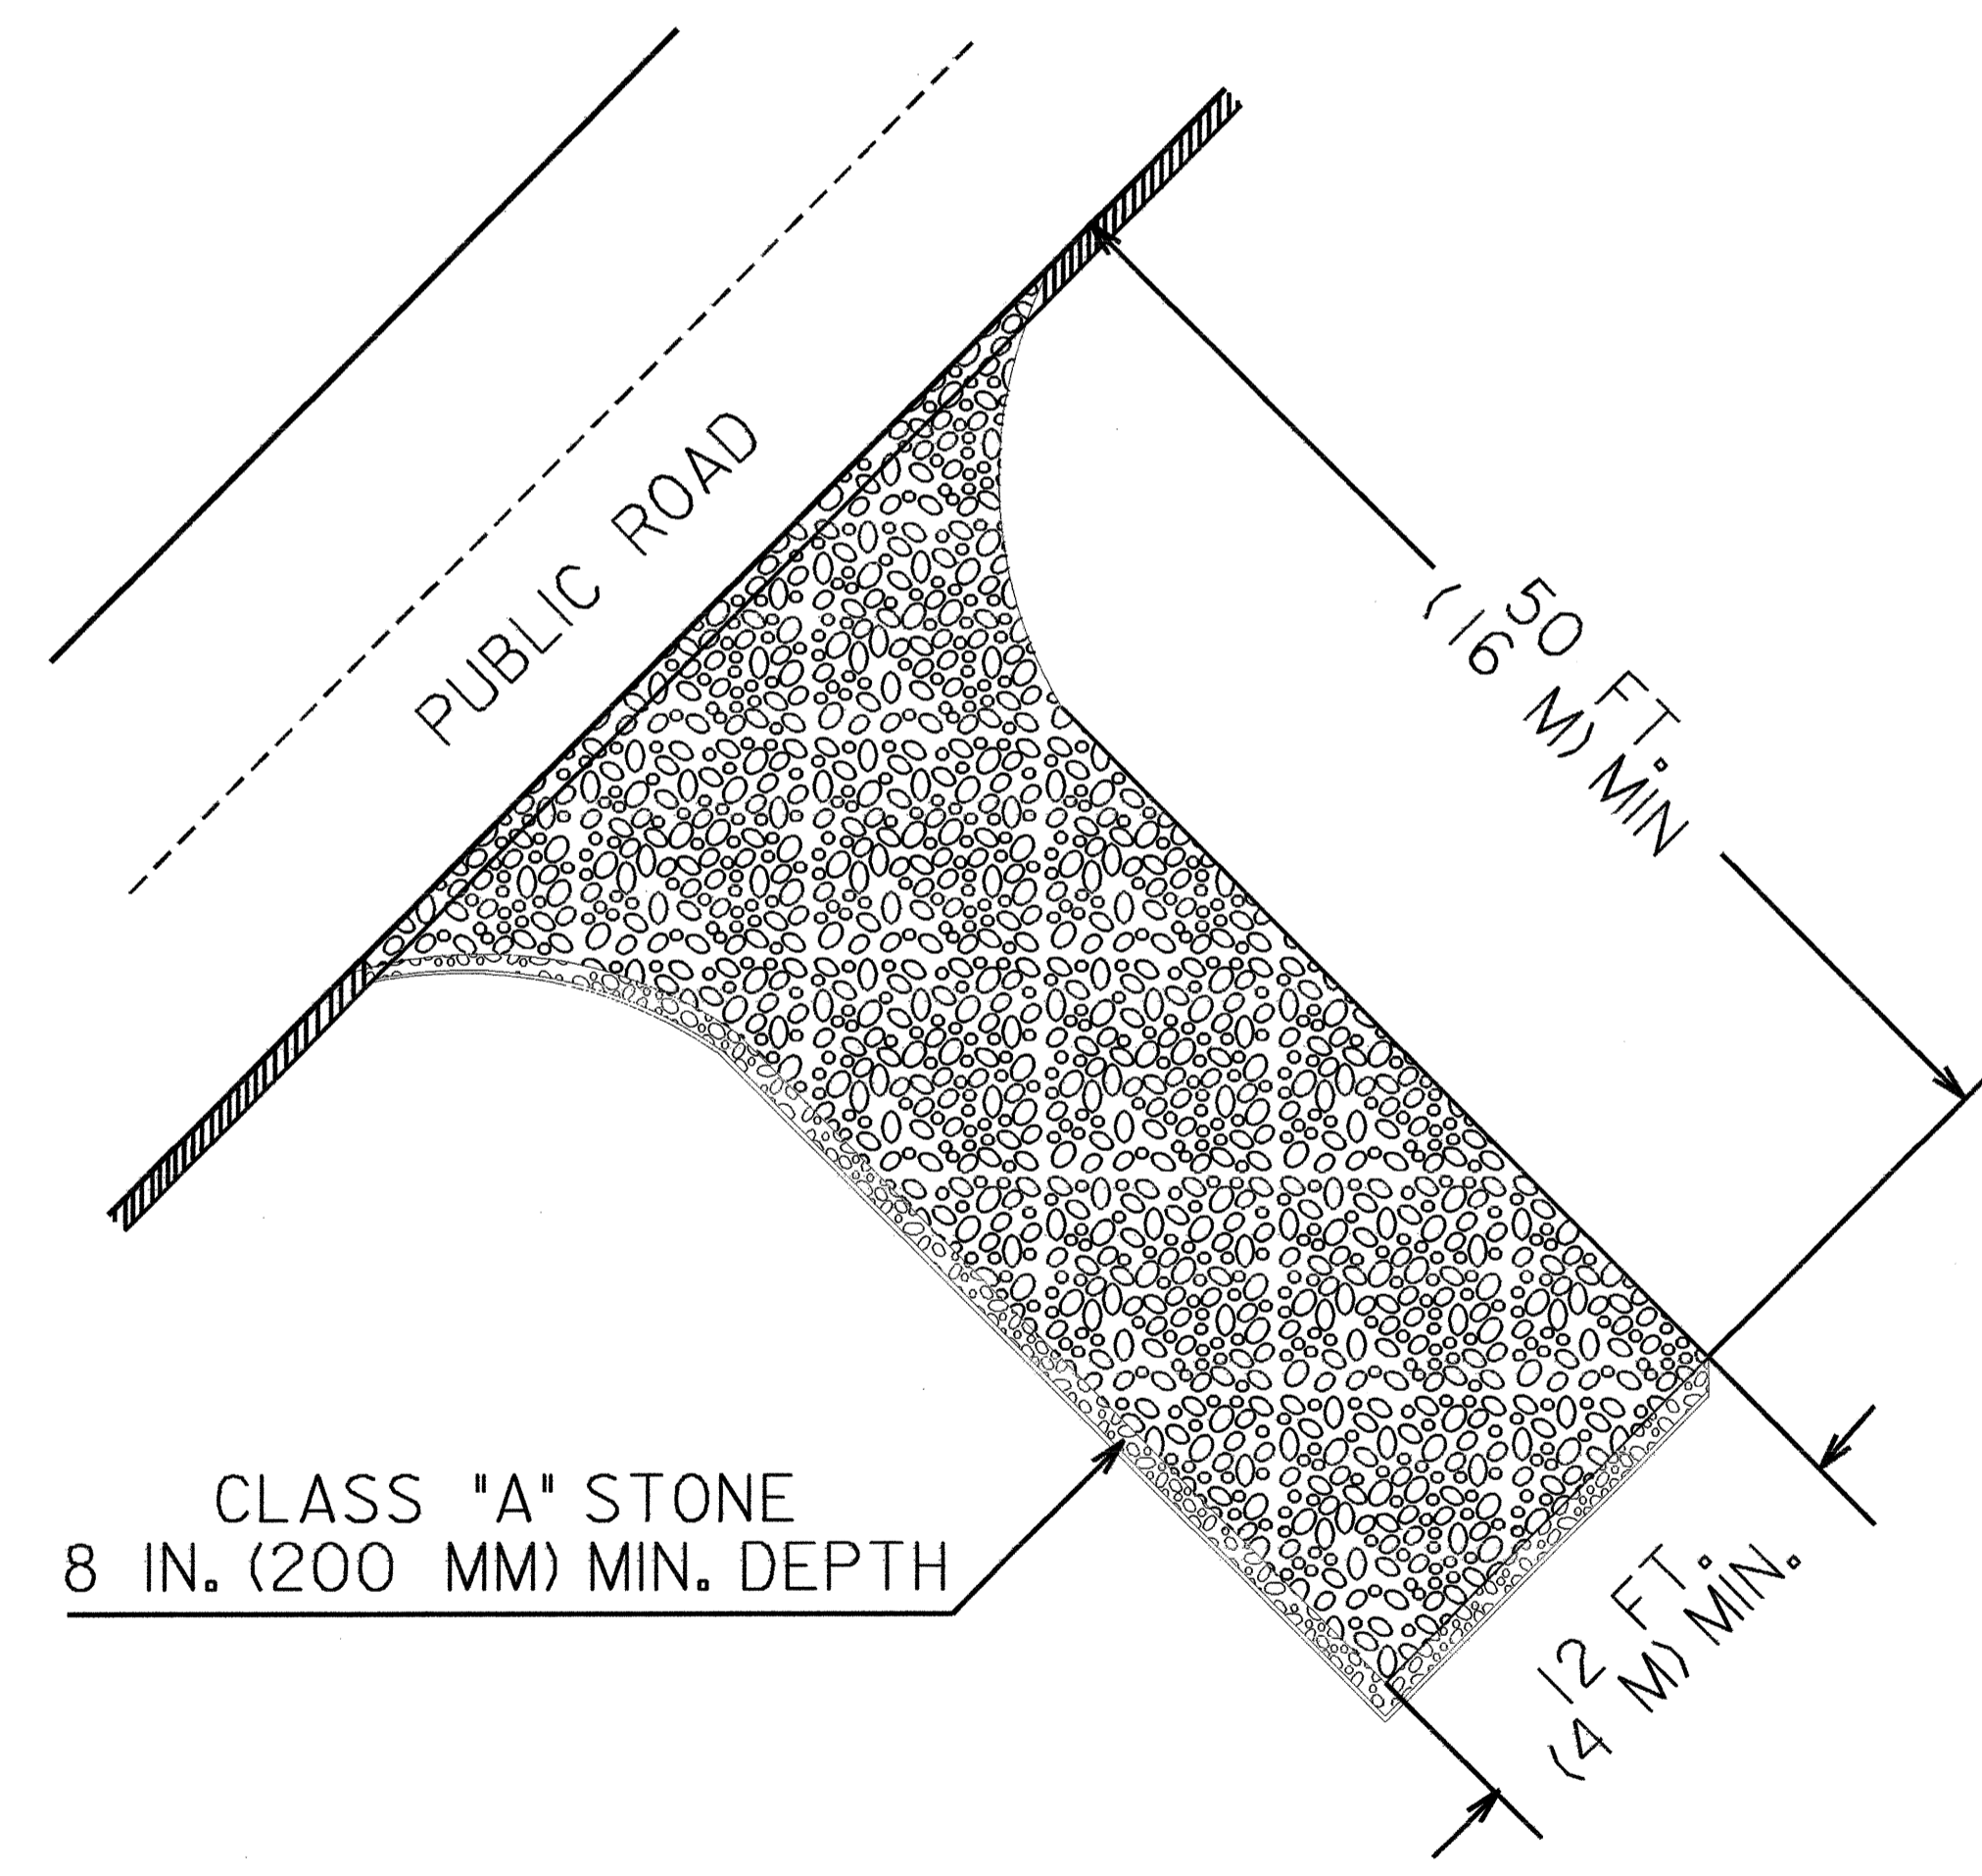 PUBLIC ROAD
50 FT.
(16 M) MIN
CLASS "A" STONE
8 IN. (200 MM) MIN. DEPTH
12 FT.
(4 M) MIN.